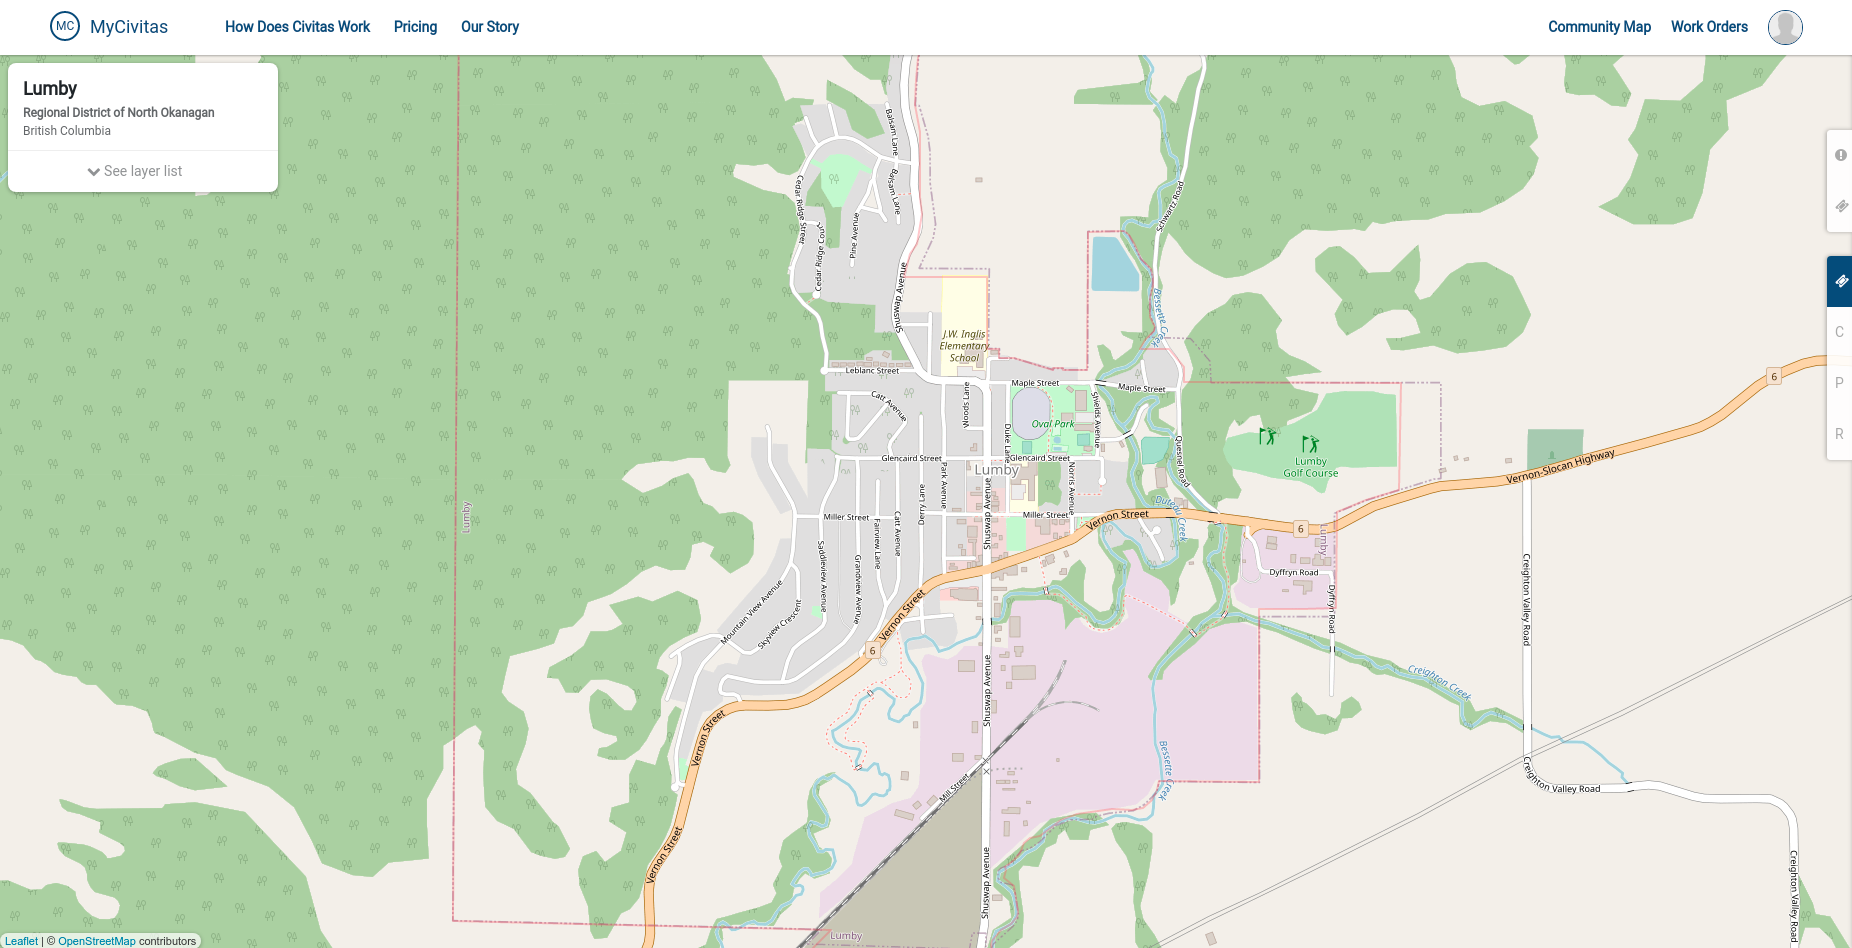 MC MyCivitas How Does Civitas Work Pricing Our Story Community Map Work Orders
Lumby
Regional District of North Okanagan
British Columbia
See layer list
Balsam Lane
Balsam Lane
Cedar Ridge Street
Cedar Ridge Court
Pine Avenue
Schwartz Road
Shuswap Avenue
Bessette Creek
J.W. Inglis
Elementary
School
Leblanc Street
Catt Avenue
Woods Lane
Maple Street
Maple Street
Shields Avenue
Oval Park
Duke Lane
Quesnel Road
Glencaird Street
Glencaird Street
Lumby
Golf Course
6
Vernon-Slocan Highway
Lumby
Park Avenue
Norris Avenue
Derry Lane
Shuswap Avenue
Miller Street
Miller Street
Vernon Street
Duteau Creek
6
Lumby
Lumby
Fairview Lane
Catt Avenue
Saddleview Avenue
Grandview Avenue
Mountain View Avenue
Skyview Crescent
Vernon Street
6
Dyffryn Road
Dyffryn Road
Creighton Valley Road
Creighton Creek
Shuswap Avenue
Vernon Street
Bessette Creek
Mill Street
Creighton Valley Road
Vernon Street
Shuswap Avenue
Creighton Valley Road
Lumby
C
P
R
Leaflet | © OpenStreetMap contributors